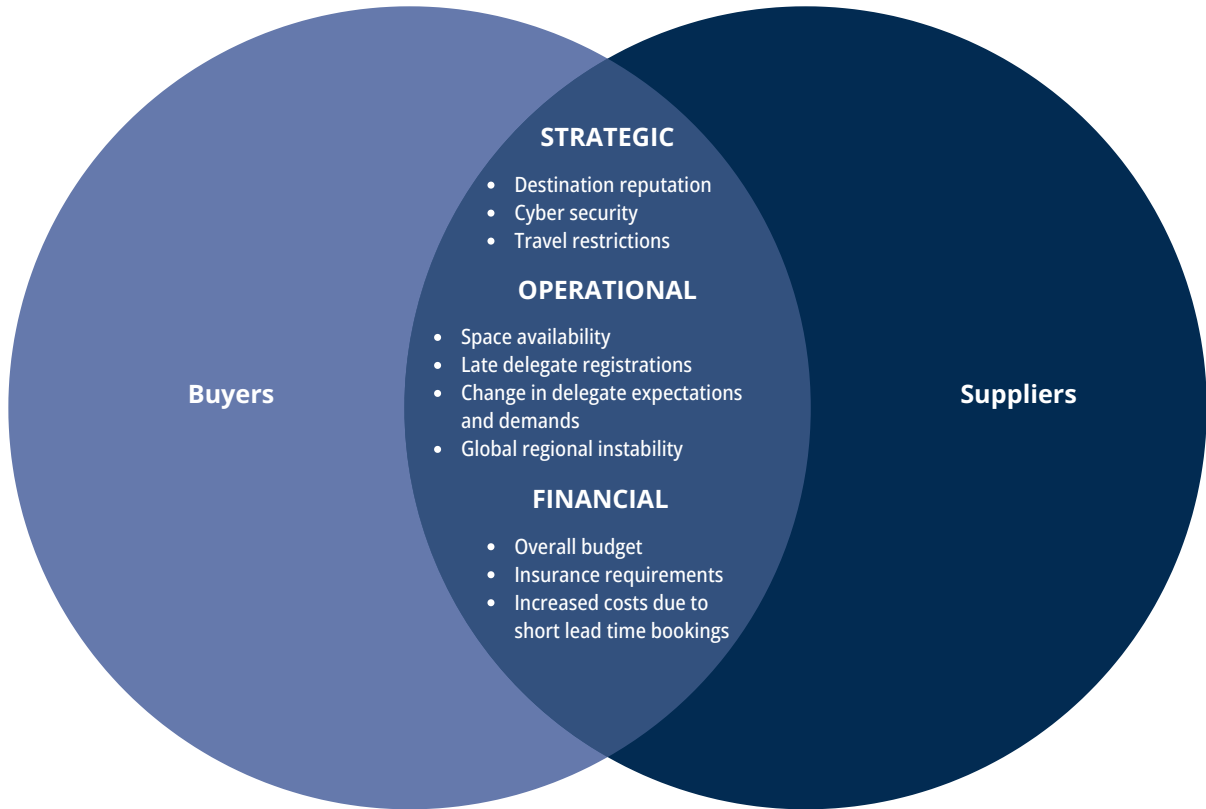 STRATEGIC
• Destination reputation
• Cyber security
• Travel restrictions
OPERATIONAL
• Space availability
• Late delegate registrations
• Change in delegate expectations
and demands
• Global regional instability
Buyers
Suppliers
FINANCIAL
• Overall budget
• Insurance requirements
• Increased costs due to
short lead time bookings